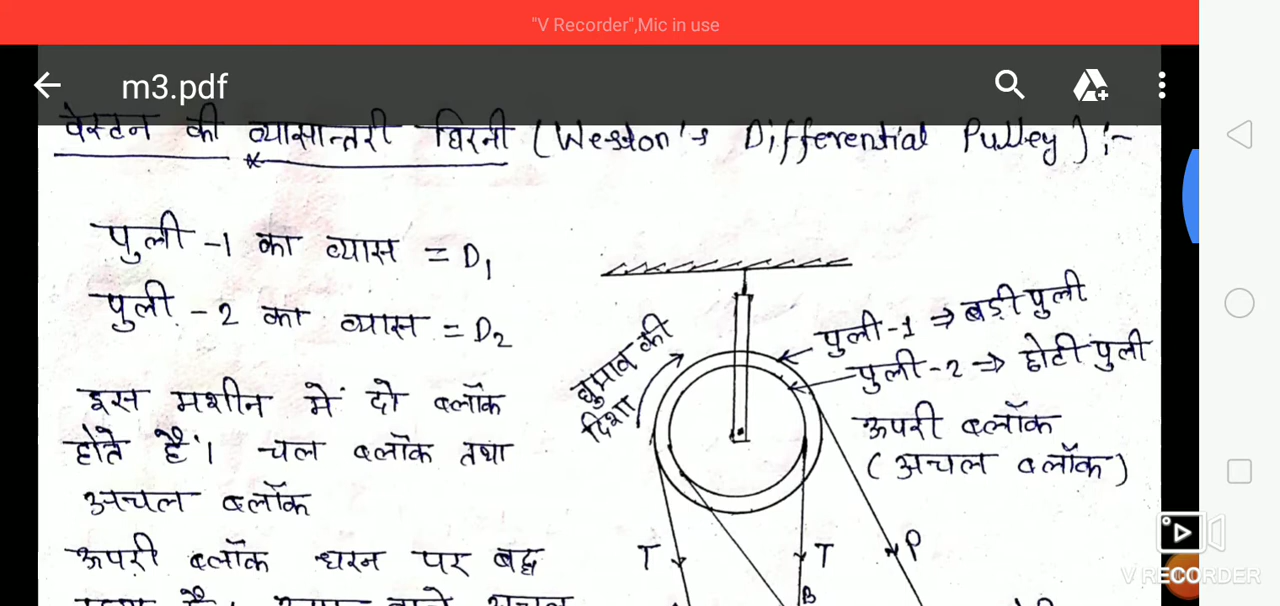 "V Recorder",Mic in use
m3.pdf
वेस्टन की व्यासान्तरी घिरनी (Weston's Differential Pulley) :-
पुली -1 का व्यास = D1
पुली -2 का व्यास = D2
इस मशीन में दो ब्लॉक
होते हैं। चल ब्लॉक तथा
अचल ब्लॉक
ऊपरी ब्लॉक धरन पर बद्ध
घुमाव की
दिशा
पुली-1 ⇒ बड़ी पुली
पुली-2 → छोटी पुली
ऊपरी ब्लॉक
(अचल ब्लॉक)
T
T
P
B
V RECORDER